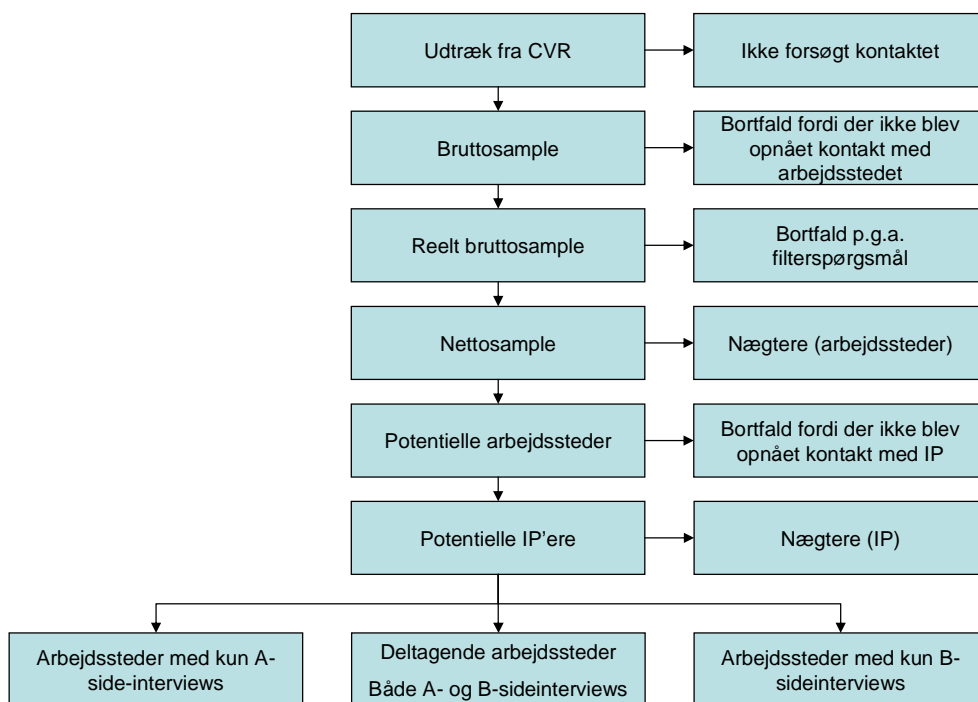 Udtræk fra CVR
Ikke forsøgt kontaktet
Bruttosample
Bortfald fordi der ikke blev
opnået kontakt med
arbejdsstedet
Reelt bruttosample
Bortfald p.g.a.
filterspørgsmål
Nettosample
Nægtere (arbejdssteder)
Potentielle arbejdssteder
Bortfald fordi der ikke blev
opnået kontakt med IP
Potentielle IP'ere
Nægtere (IP)
Arbejdssteder med kun A-
side-interviews
Deltagende arbejdssteder
Både A- og B-sideinterviews
Arbejdssteder med kun B-
sideinterviews